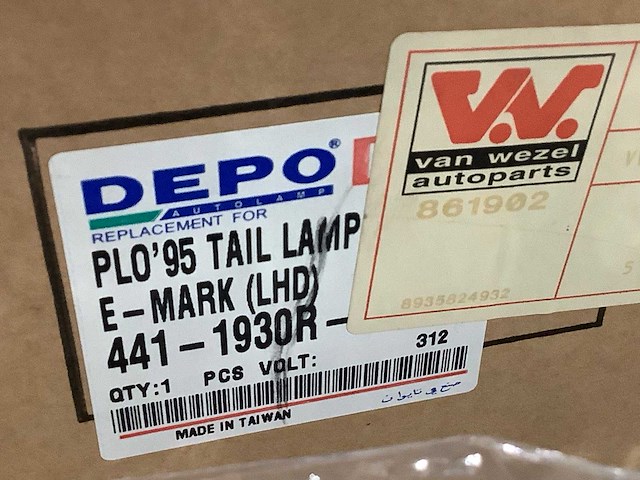 DEPO®
AUTOLAMP
REPLACEMENT FOR
PLO'95 TAIL LAMP
E-MARK (LHD)
441-1930R-
312
QTY:1 PCS VOLT:
MADE IN TAIWAN
صنع في تايوان
V.W.
van wezel
autoparts
861902
8935824932
5